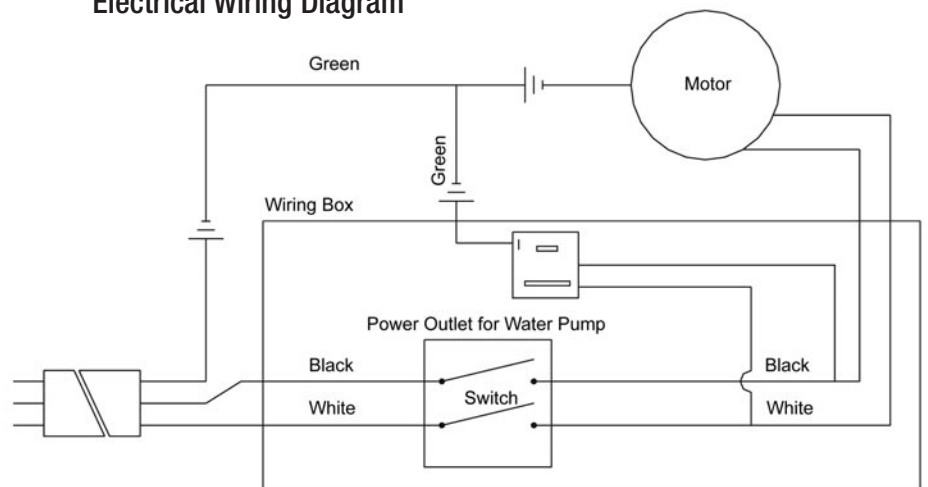 Electrical Wiring Diagram
Green
Motor
Green
Wiring Box
Power Outlet for Water Pump
Black
Black
Switch
White
White